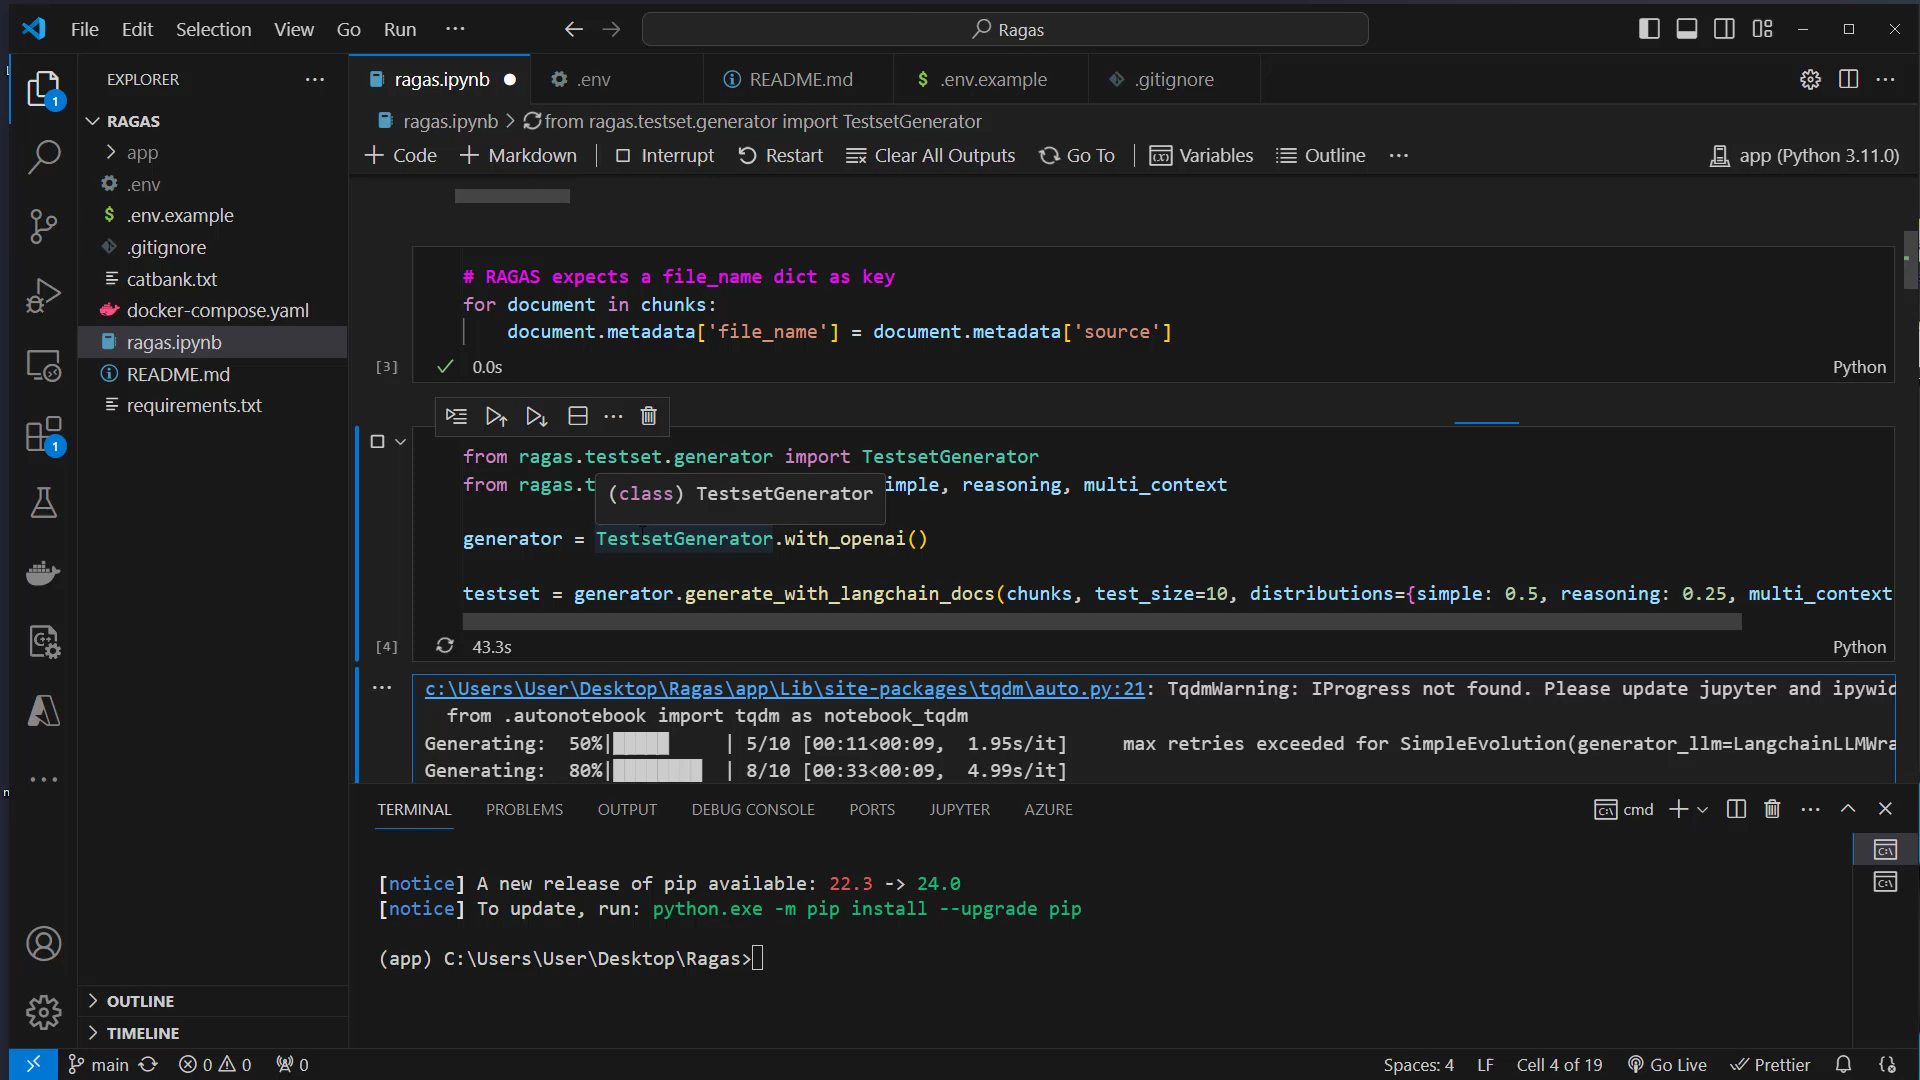 File Edit Selection View Go Run ···
Ragas
EXPLORER
ragas.ipynb
.env
README.md
.env.example
.gitignore
1
RAGAS
app
.env
.env.example
.gitignore
catbank.txt
docker-compose.yaml
ragas.ipynb
README.md
requirements.txt
1
OUTLINE
TIMELINE
ragas.ipynb > from ragas.testset.generator import TestsetGenerator
+ Code + Markdown Interrupt Restart Clear All Outputs Go To Variables Outline ··· app (Python 3.11.0)
# RAGAS expects a file_name dict as key
for document in chunks:
document.metadata['file_name'] = document.metadata['source']
[3] 0.0s Python
from ragas.testset.generator import TestsetGenerator
from ragas.t imple, reasoning, multi_context
(class) TestsetGenerator
generator = TestsetGenerator.with_openai()
testset = generator.generate_with_langchain_docs(chunks, test_size=10, distributions={simple: 0.5, reasoning: 0.25, multi_context
[4] 43.3s Python
c:\Users\User\Desktop\Ragas\app\Lib\site-packages\tqdm\auto.py:21: TqdmWarning: IProgress not found. Please update jupyter and ipywid
from .autonotebook import tqdm as notebook_tqdm
Generating: 50%| | 5/10 [00:11<00:09, 1.95s/it] max retries exceeded for SimpleEvolution(generator_llm=LangchainLLMWra
Generating: 80%| | 8/10 [00:33<00:09, 4.99s/it]
TERMINAL PROBLEMS OUTPUT DEBUG CONSOLE PORTS JUPYTER AZURE cmd
[notice] A new release of pip available: 22.3 -> 24.0
[notice] To update, run: python.exe -m pip install --upgrade pip
(app) C:\Users\User\Desktop\Ragas>
main 0 0 0 Spaces: 4 LF Cell 4 of 19 Go Live Prettier